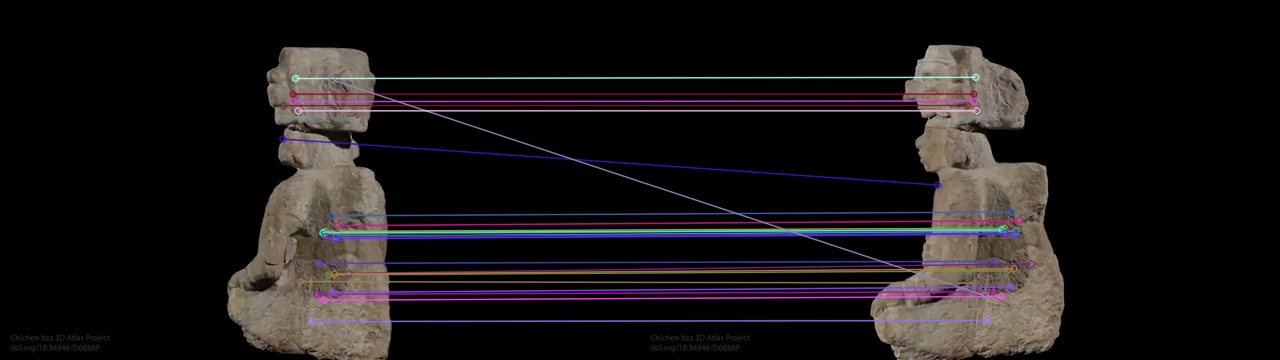 Chichen Itza 3D Atlas Project
doi.org/10.34946/D6B88P
Chichen Itza 3D Atlas Project
doi.org/10.34946/D6B88P